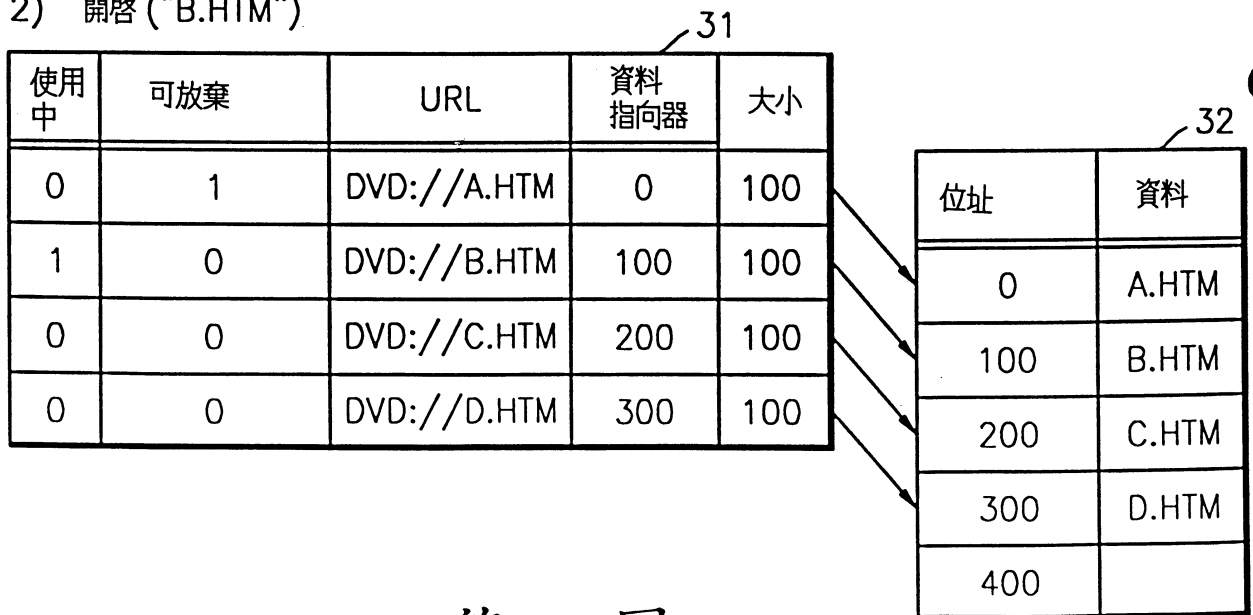 2) 開啓 ("B.HTM")
31
使用中 可放棄 URL 資料指向器 大小
0 1 DVD://A.HTM 0 100
1 0 DVD://B.HTM 100 100
0 0 DVD://C.HTM 200 100
0 0 DVD://D.HTM 300 100
32
位址 資料
0 A.HTM
100 B.HTM
200 C.HTM
300 D.HTM
400